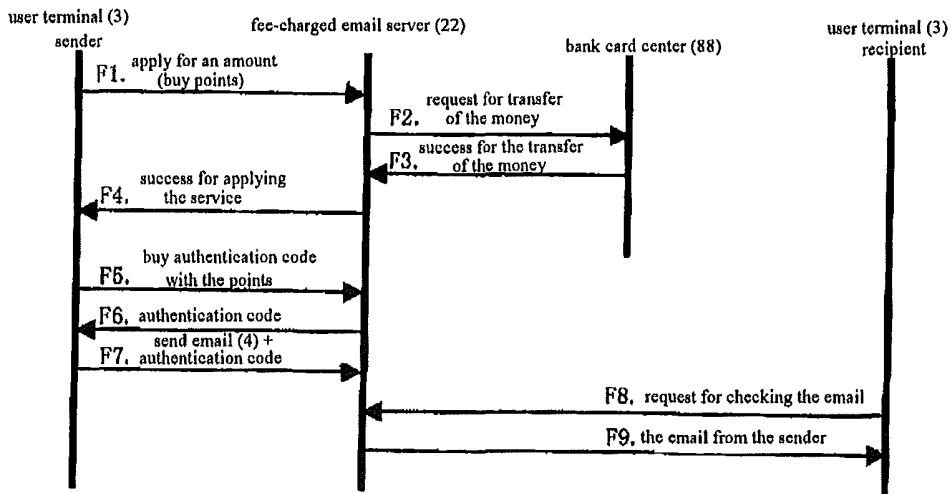 user terminal (3)
sender
fee-charged email server (22)
bank card center (88)
user terminal (3)
recipient
F1. apply for an amount
(buy points)
F2. request for transfer
of the money
F3. success for the transfer
of the money
F4. success for applying
the service
F5. buy authentication code
with the points
F6. authentication code
F7. send email (4) +
authentication code
F8. request for checking the email
F9. the email from the sender